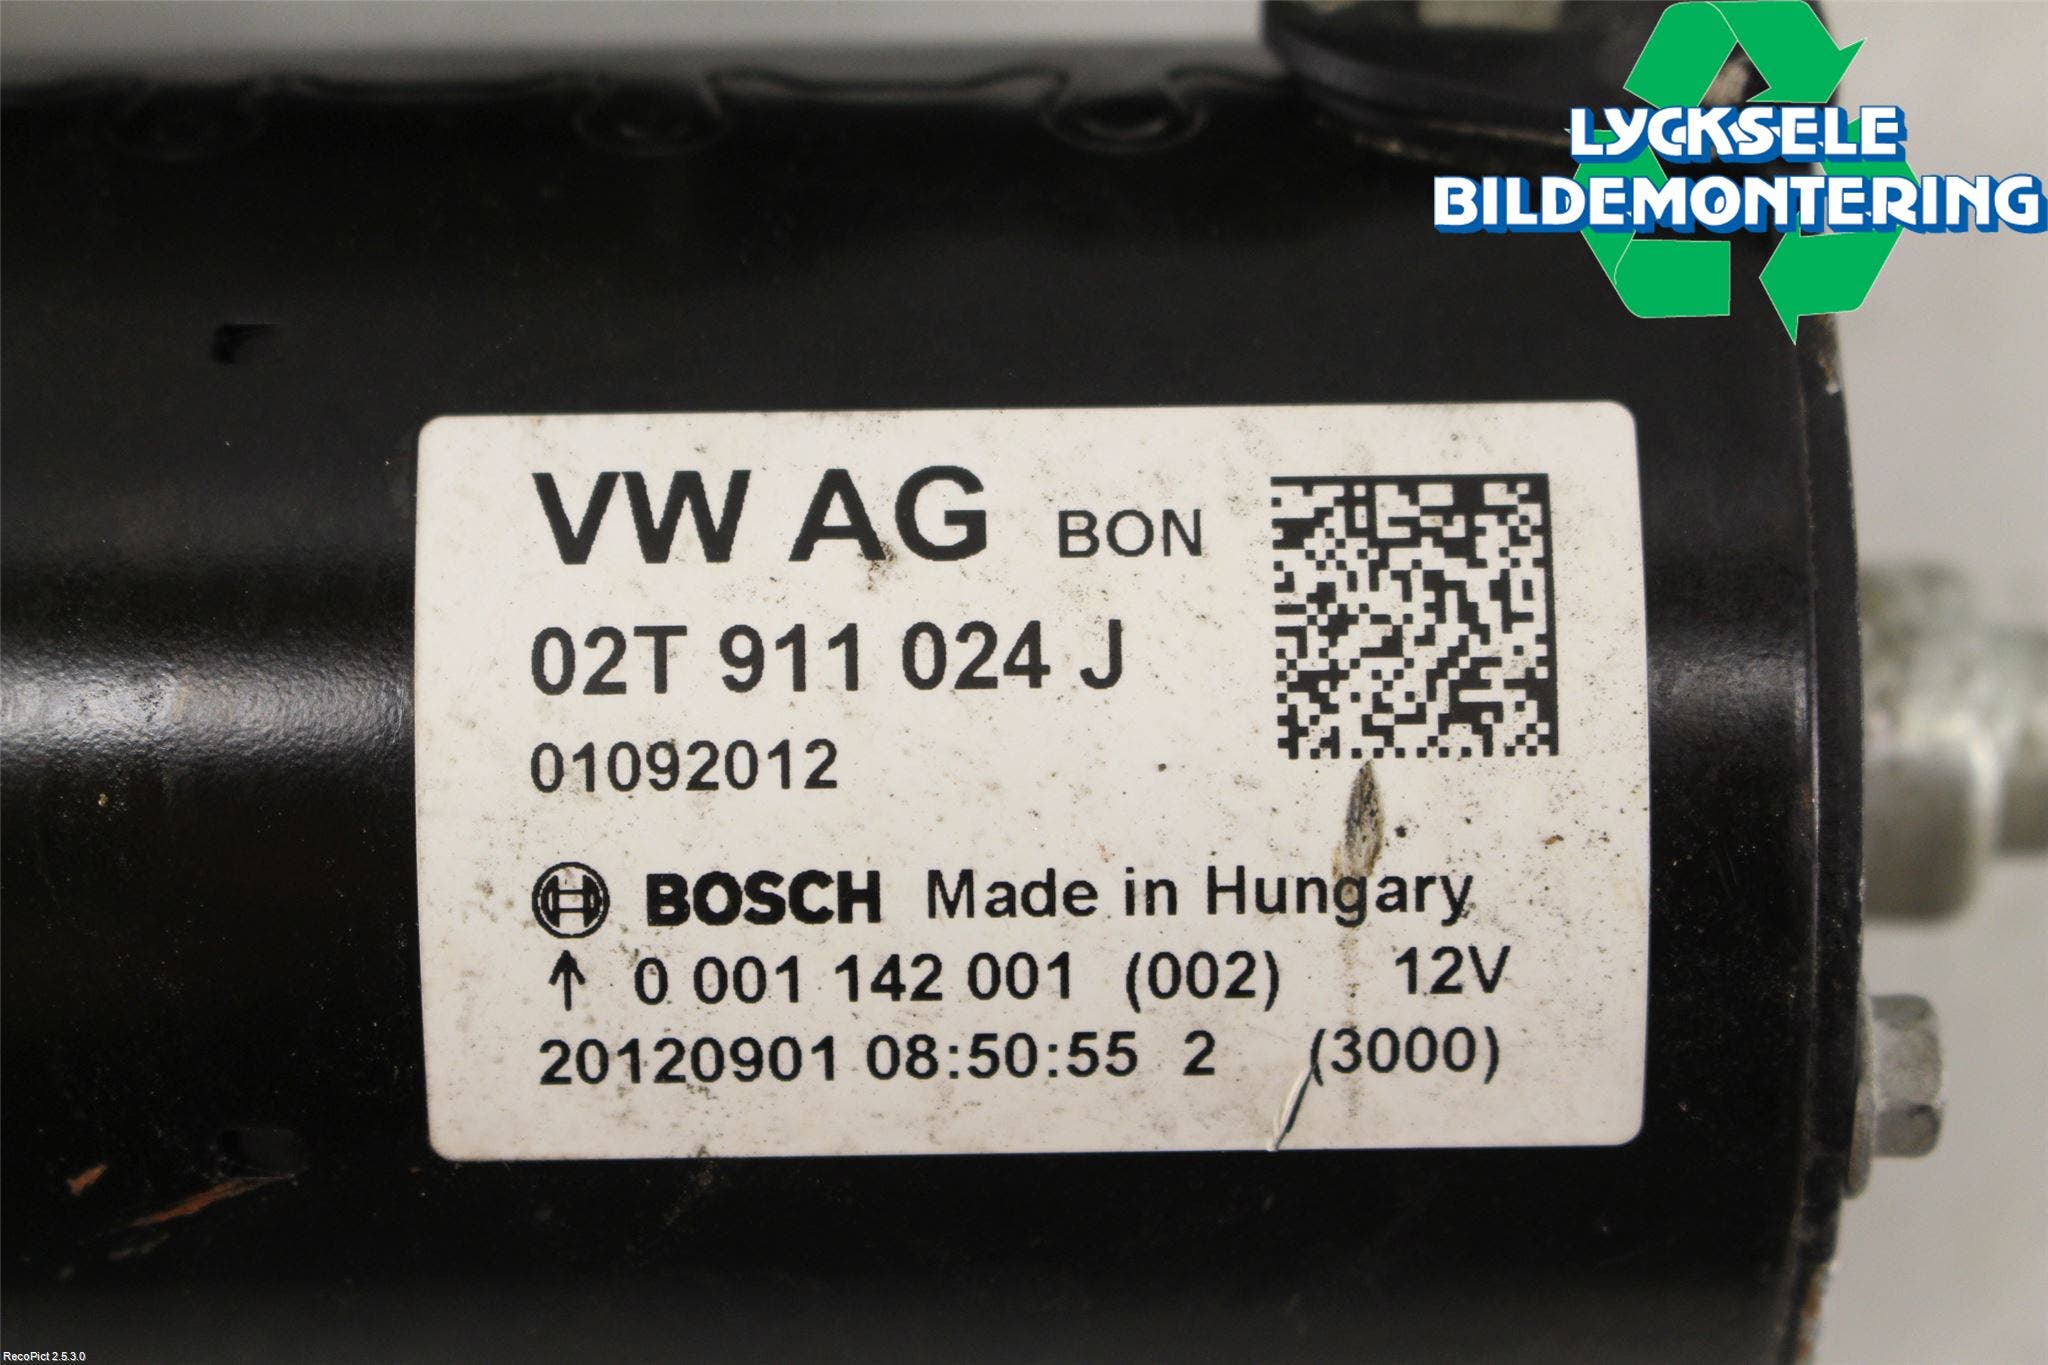 LYCKSELE
BILDEMONTERING
VW AG BON
02T 911 024 J
01092012
BOSCH Made in Hungary
↑ 0 001 142 001 (002) 12V
20120901 08:50:55 2 (3000)
RecoPict 2.5.3.0